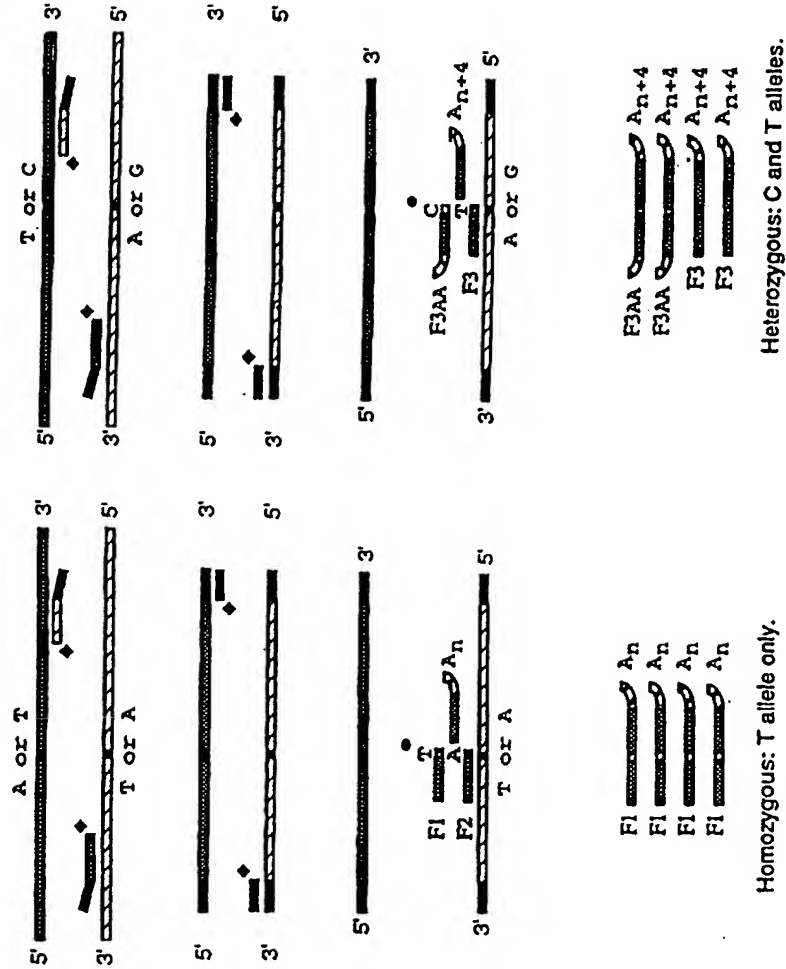 A or T
5' 3'
3' 5'
T or A
5' 3'
3' 5'
5' 3'
F1 T
F2 A An
3' 5'
T or A
F1 An
F1 An
F1 An
F1 An
Homozygous: T allele only.
T or C
5' 3'
3' 5'
A or G
5' 3'
3' 5'
5' 3'
F3AA C
F3 T An+4
3' 5'
A or G
F3AA An+4
F3AA An+4
F3 An+4
F3 An+4
Heterozygous: C and T alleles.